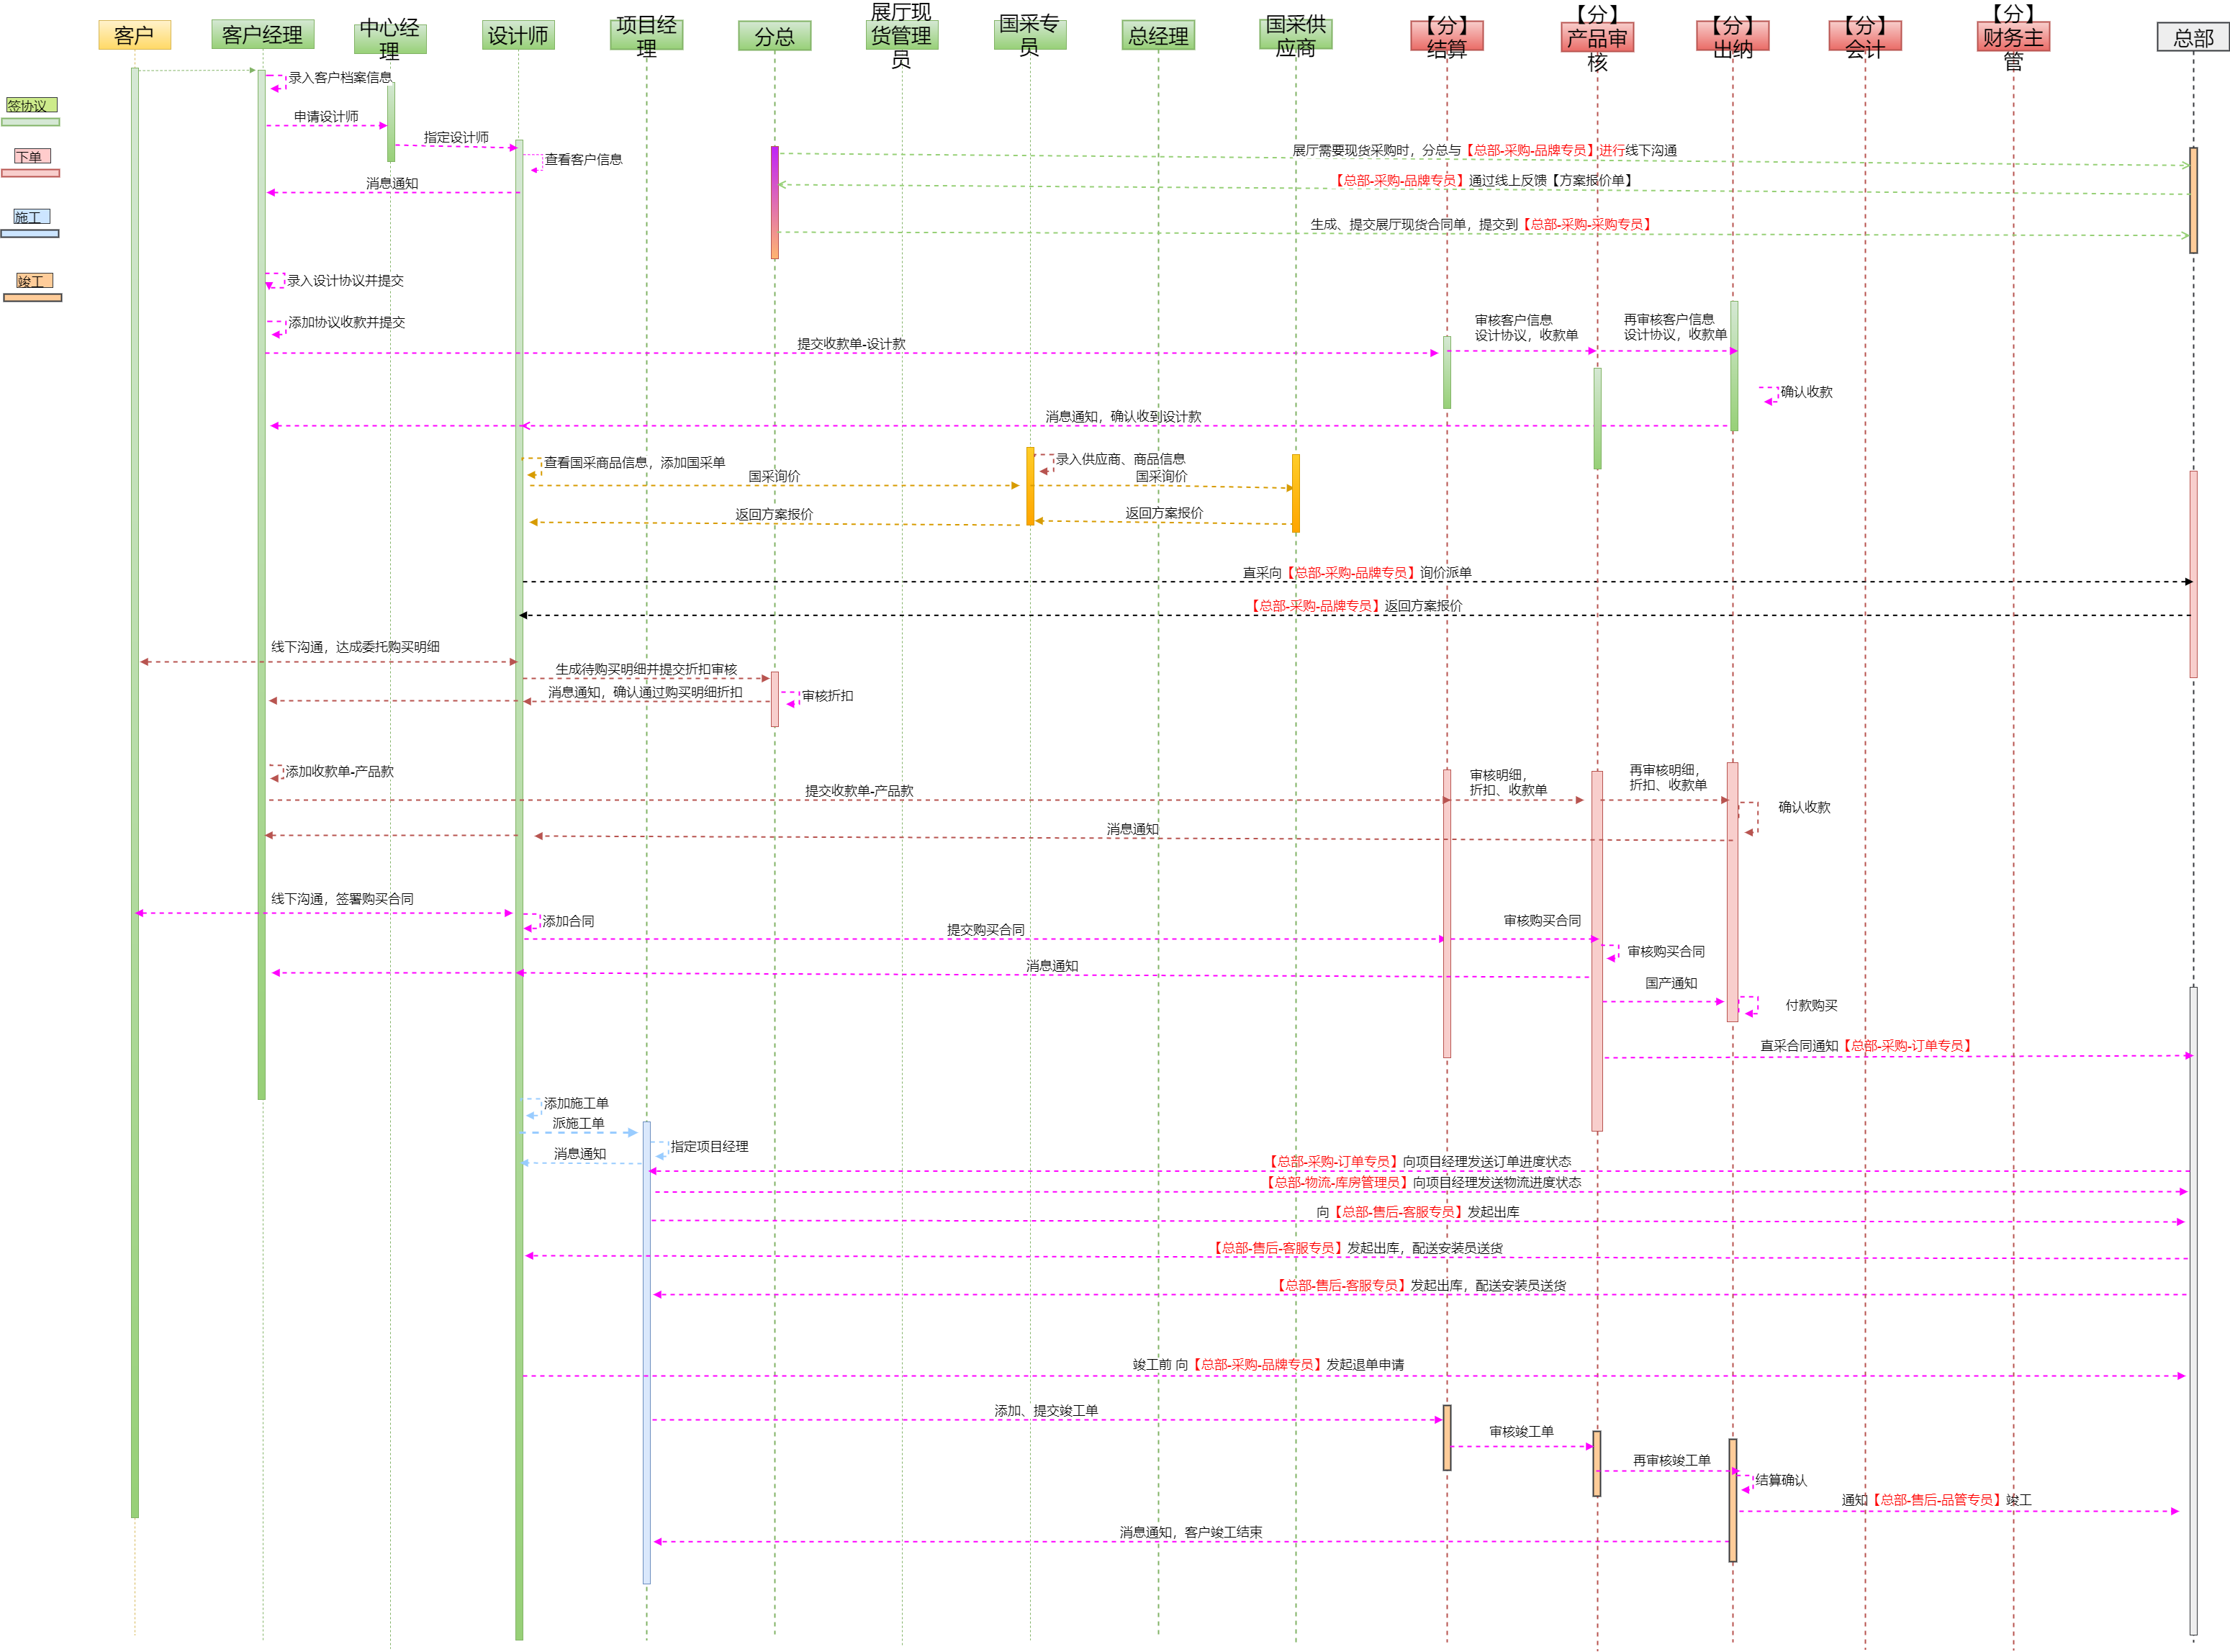 客户
客户经理
中心经
理
设计师
项目经
理
分总
展厅现
货管理
员
国采专
员
总经理
国采供
应商
【分】
结算
【分】
产品审
核
【分】
出纳
【分】
会计
【分】
财务主
管
总部
签协议
下单
施工
竣工
录入客户档案信息
申请设计师
指定设计师
查看客户信息
消息通知
展厅需要现货采购时，分总与【总部-采购-品牌专员】进行线下沟通
【总部-采购-品牌专员】通过线上反馈【方案报价单】
生成、提交展厅现货合同单，提交到【总部-采购-采购专员】
录入设计协议并提交
添加协议收款并提交
提交收款单-设计款
审核客户信息
设计协议，收款单
再审核客户信息
设计协议，收款单
确认收款
消息通知，确认收到设计款
查看国采商品信息，添加国采单
国采询价
录入供应商、商品信息
国采询价
返回方案报价
返回方案报价
直采向【总部-采购-品牌专员】询价派单
【总部-采购-品牌专员】返回方案报价
线下沟通，达成委托购买明细
生成待购买明细并提交折扣审核
消息通知，确认通过购买明细折扣
审核折扣
添加收款单-产品款
提交收款单-产品款
审核明细，
折扣、收款单
再审核明细，
折扣、收款单
确认收款
消息通知
线下沟通，签署购买合同
添加合同
提交购买合同
审核购买合同
审核购买合同
消息通知
国产通知
付款购买
直采合同通知【总部-采购-订单专员】
添加施工单
派施工单
指定项目经理
消息通知
【总部-采购-订单专员】向项目经理发送订单进度状态
【总部-物流-库房管理员】向项目经理发送物流进度状态
向【总部-售后-客服专员】发起出库
【总部-售后-客服专员】发起出库，配送安装员送货
【总部-售后-客服专员】发起出库，配送安装员送货
竣工前 向【总部-采购-品牌专员】发起退单申请
添加、提交竣工单
审核竣工单
再审核竣工单
结算确认
通知【总部-售后-品管专员】竣工
消息通知，客户竣工结束